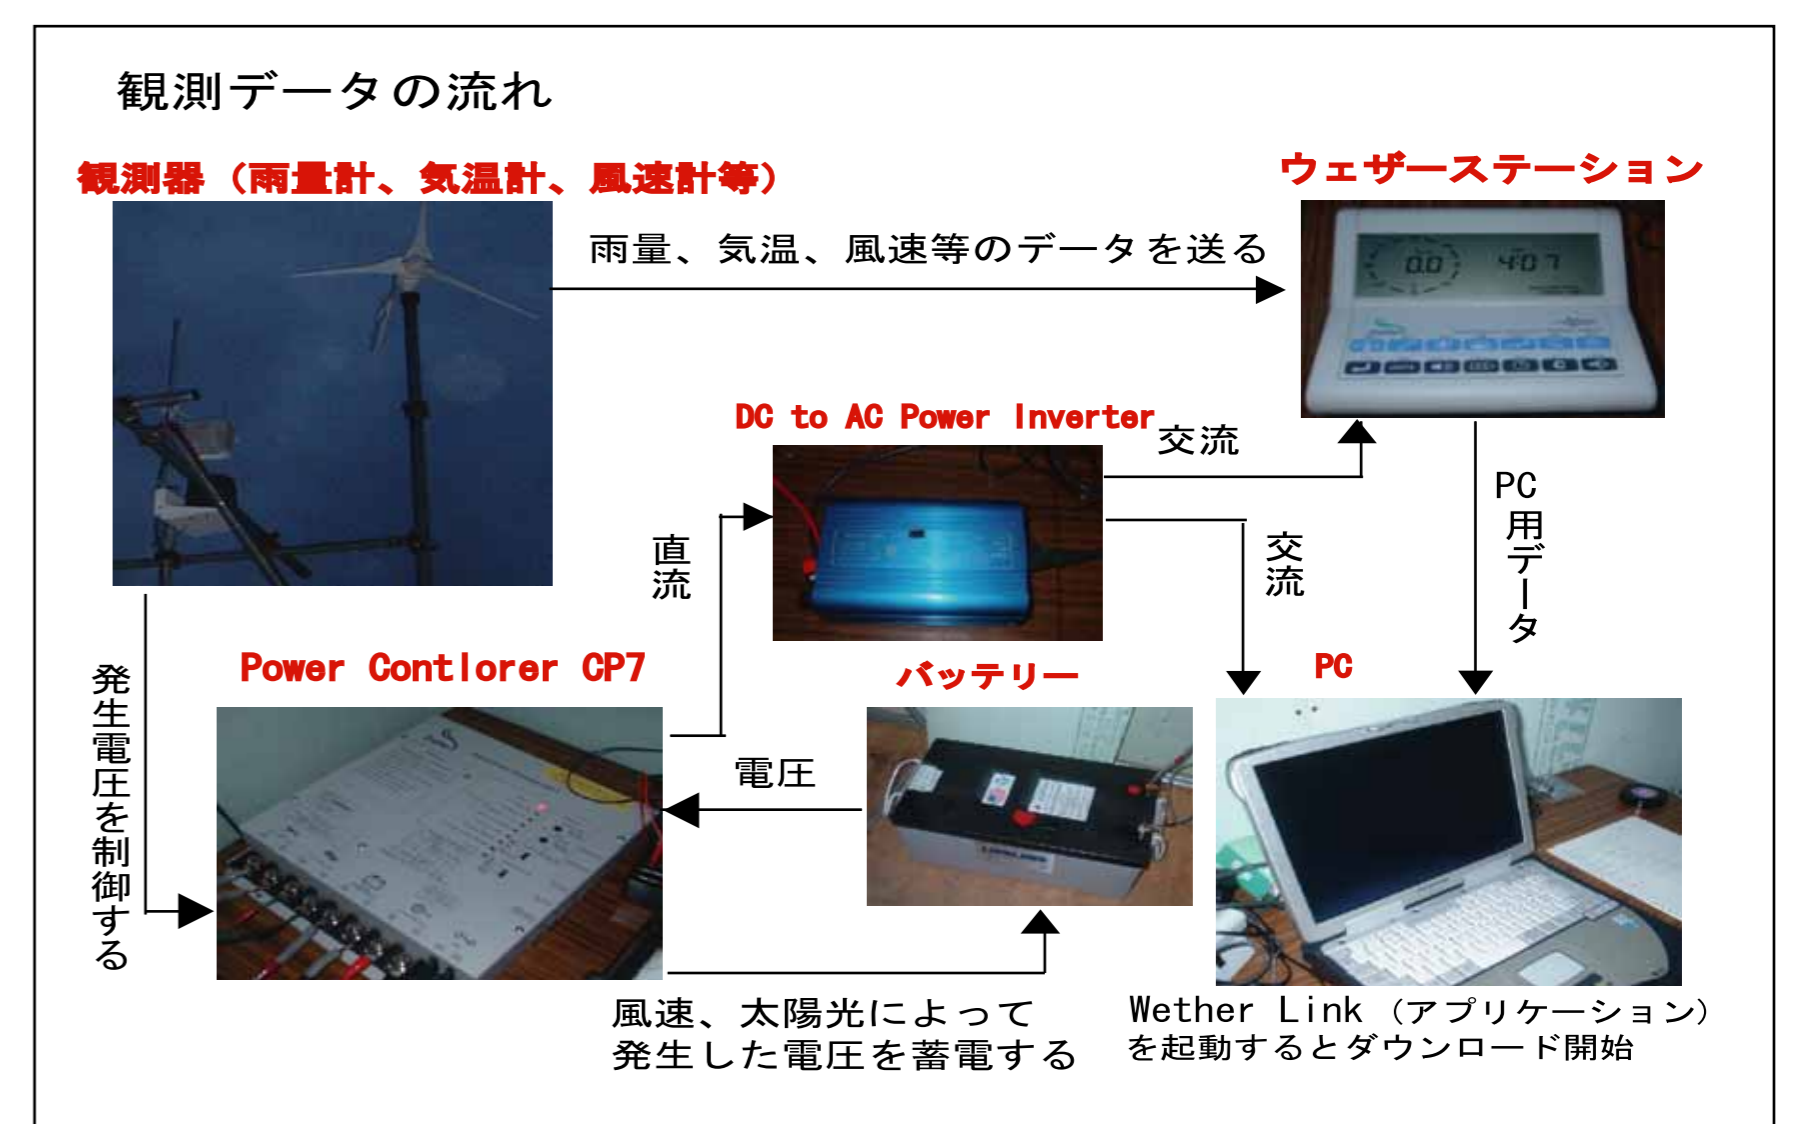 観測データの流れ
観測器（雨量計、気温計、風速計等）
ウェザーステーション
雨量、気温、風速等のデータを送る
0.0
4:07
DC to AC Power Inverter
交流
PC用データ
直流
交流
発生電圧を制御する
Power Contlorer CP7
バッテリー
PC
電圧
風速、太陽光によって
発生した電圧を蓄電する
Wether Link（アプリケーション）
を起動するとダウンロード開始